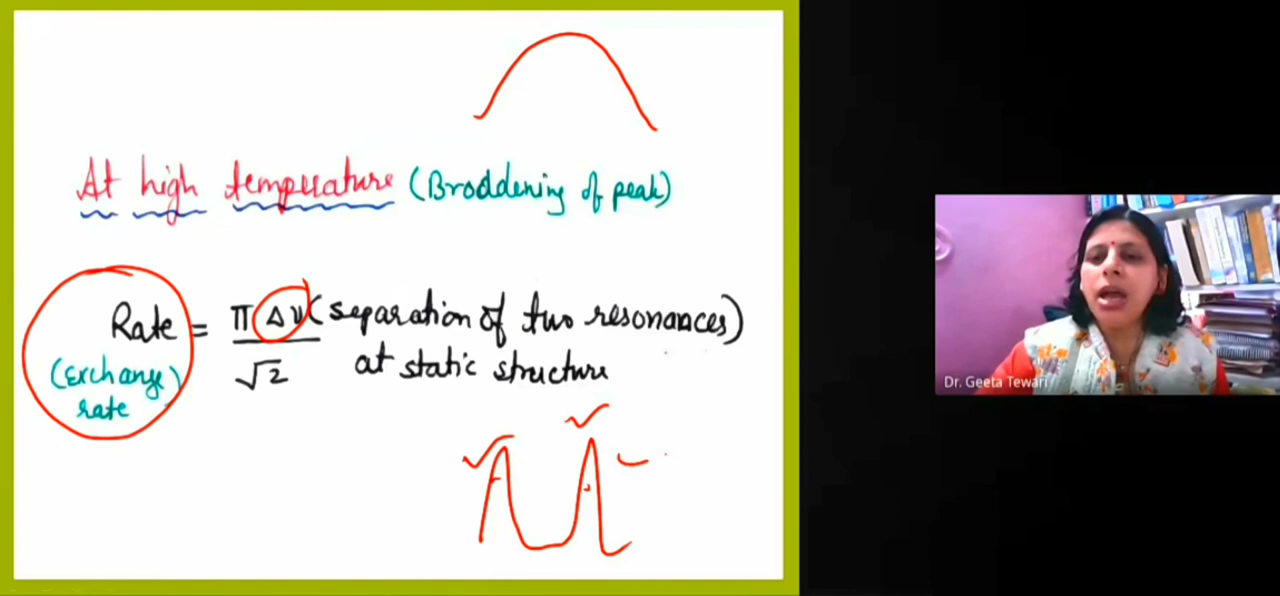 At high temperature (Broddening of peak)
Rate = π Δν (separation of two resonances)
√2 at static structure
(Exchange)
rate
Dr. Geeta Tewari